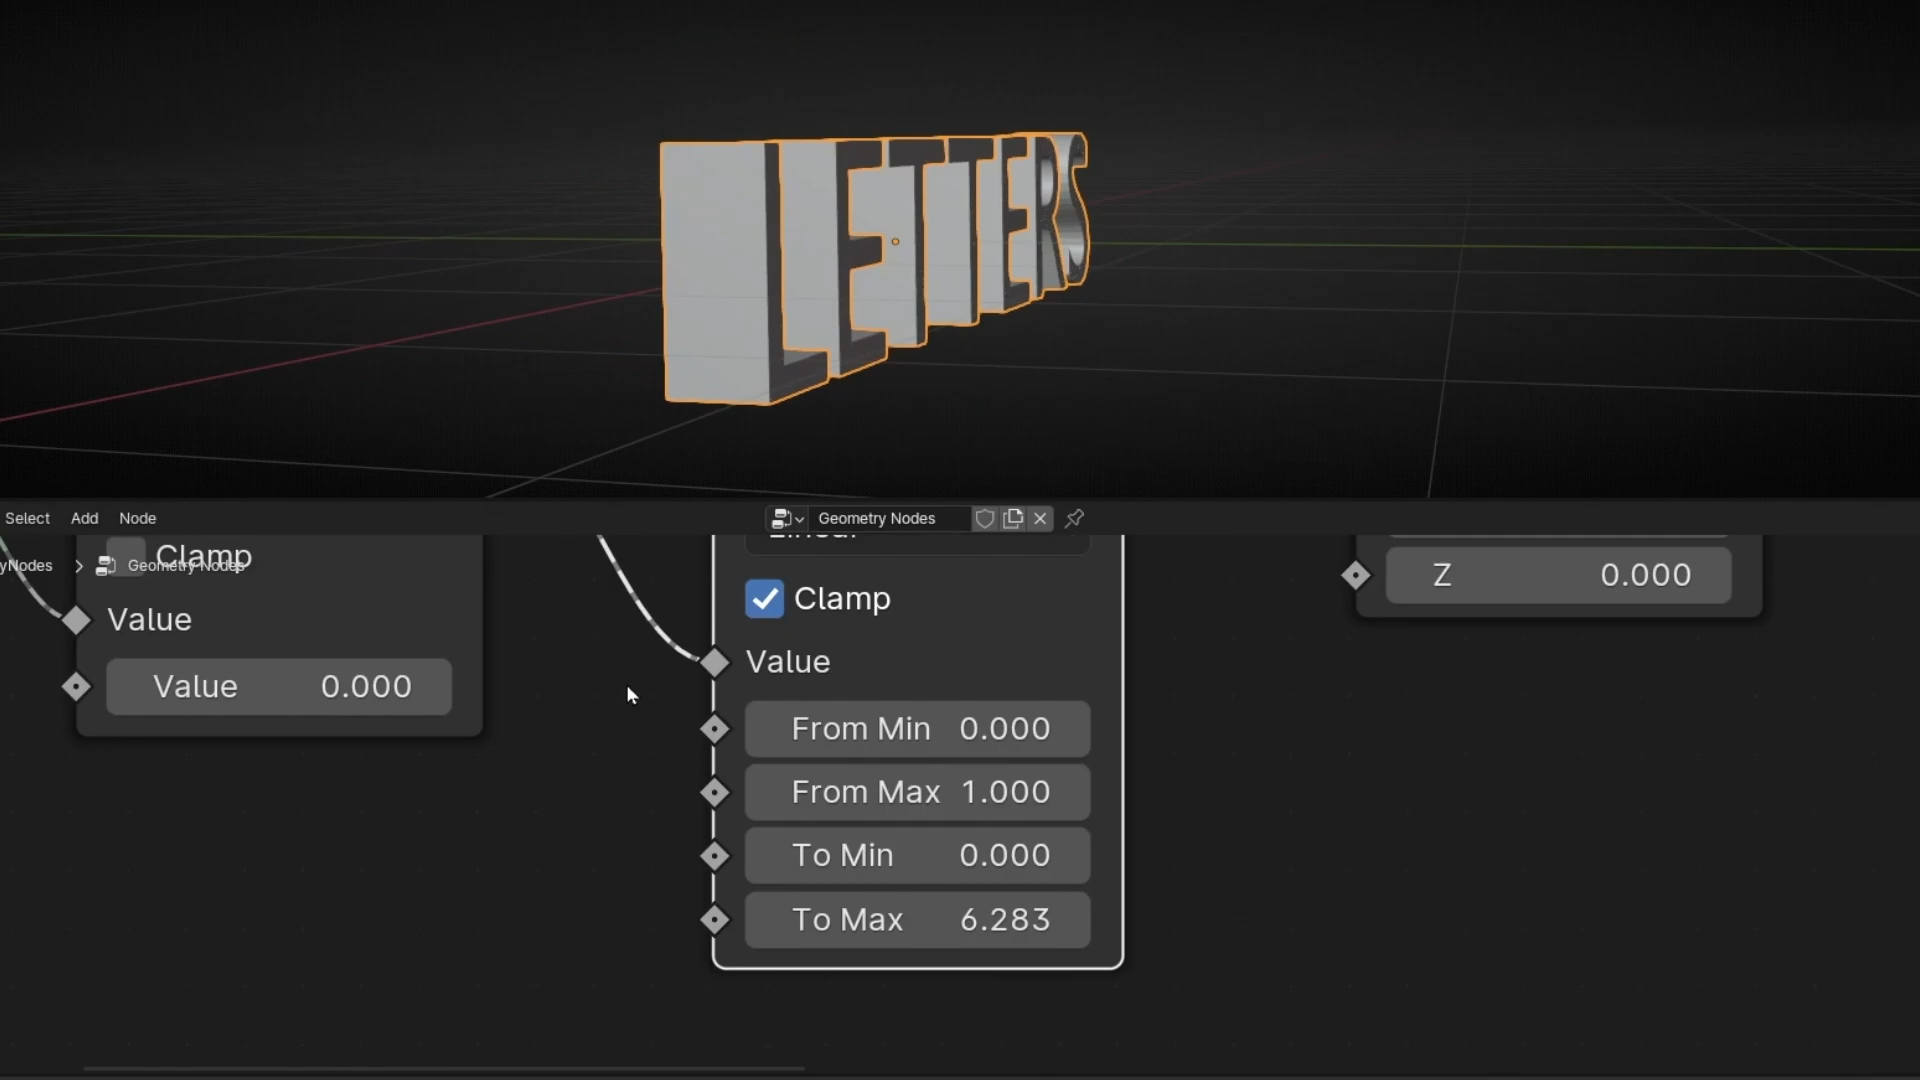 LETTERS
Select Add Node Geometry Nodes
Clamp
yNodes > Geometry Nodes
Value
Value 0.000
Linear
Clamp
Value
From Min 0.000
From Max 1.000
To Min 0.000
To Max 6.283
Z 0.000